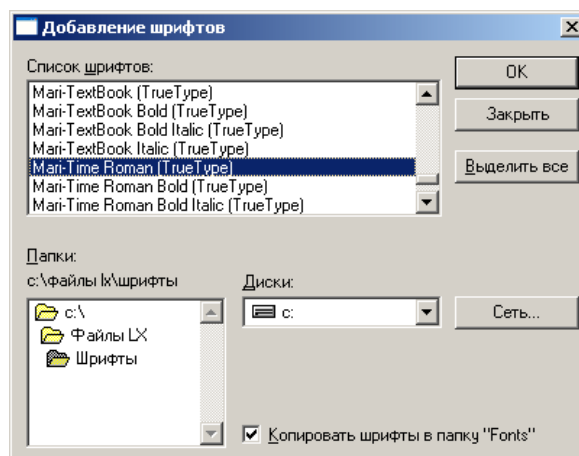 Добавление шрифтов
Список шрифтов:
Mari-TextBook (TrueType)
Mari-TextBook Bold (TrueType)
Mari-TextBook Bold Italic (TrueType)
Mari-TextBook Italic (TrueType)
Mari-Time Roman (TrueType)
Mari-Time Roman Bold (TrueType)
Mari-Time Roman Bold Italic (TrueType)
OK
Закрыть
Выделить все
Папки:
c:\файлы lx\шрифты
c:\
Файлы LX
Шрифты
Диски:
c:
Сеть...
Копировать шрифты в папку "Fonts"